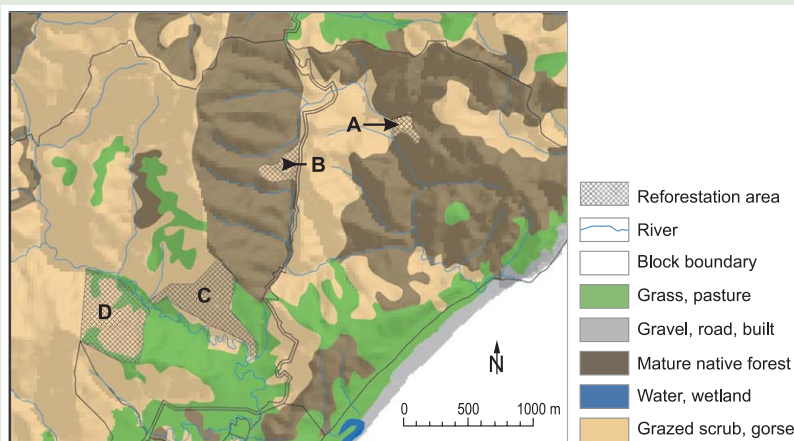 A
B
C
D
N
0 500 1000 m
Reforestation area
River
Block boundary
Grass, pasture
Gravel, road, built
Mature native forest
Water, wetland
Grazed scrub, gorse